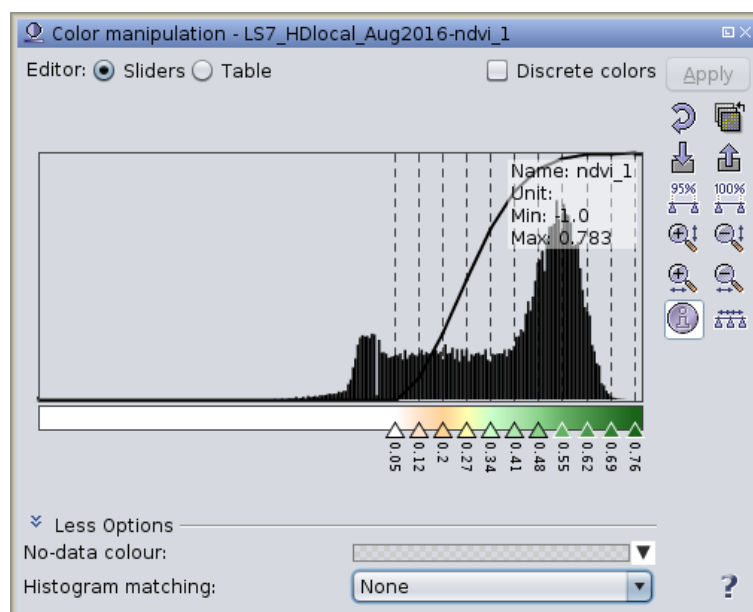 Color manipulation - LS7_HDlocal_Aug2016-ndvi_1
Editor: Sliders Table Discrete colors Apply
95% 100%
Name: ndvi_1
Unit:
Min: -1.0
Max: 0.783
0.05 0.12 0.2 0.27 0.34 0.41 0.48 0.55 0.62 0.69 0.76
Less Options
No-data colour:
Histogram matching: None ?